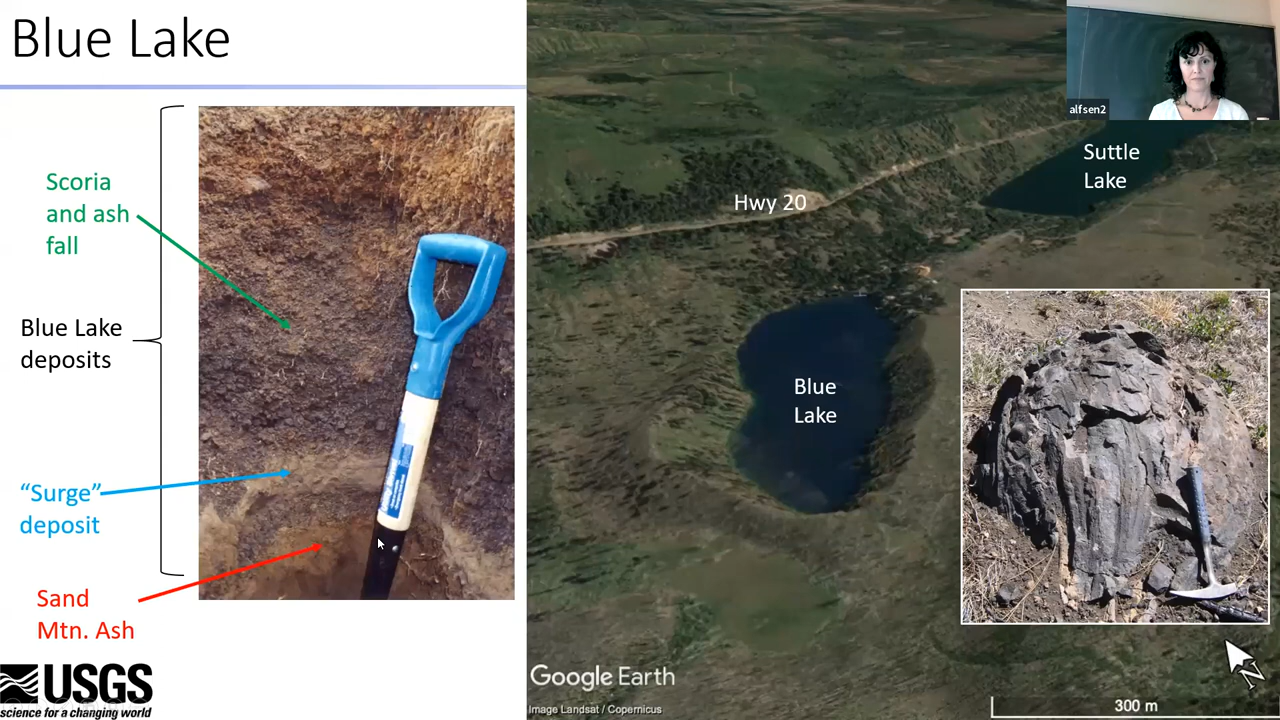 Blue Lake
Scoria
and ash
fall
Blue Lake
deposits
“Surge”
deposit
Sand
Mtn. Ash
USGS
science for a changing world
alfsen2
Suttle
Lake
Hwy 20
Blue
Lake
Google Earth
Image Landsat / Copernicus
N
300 m